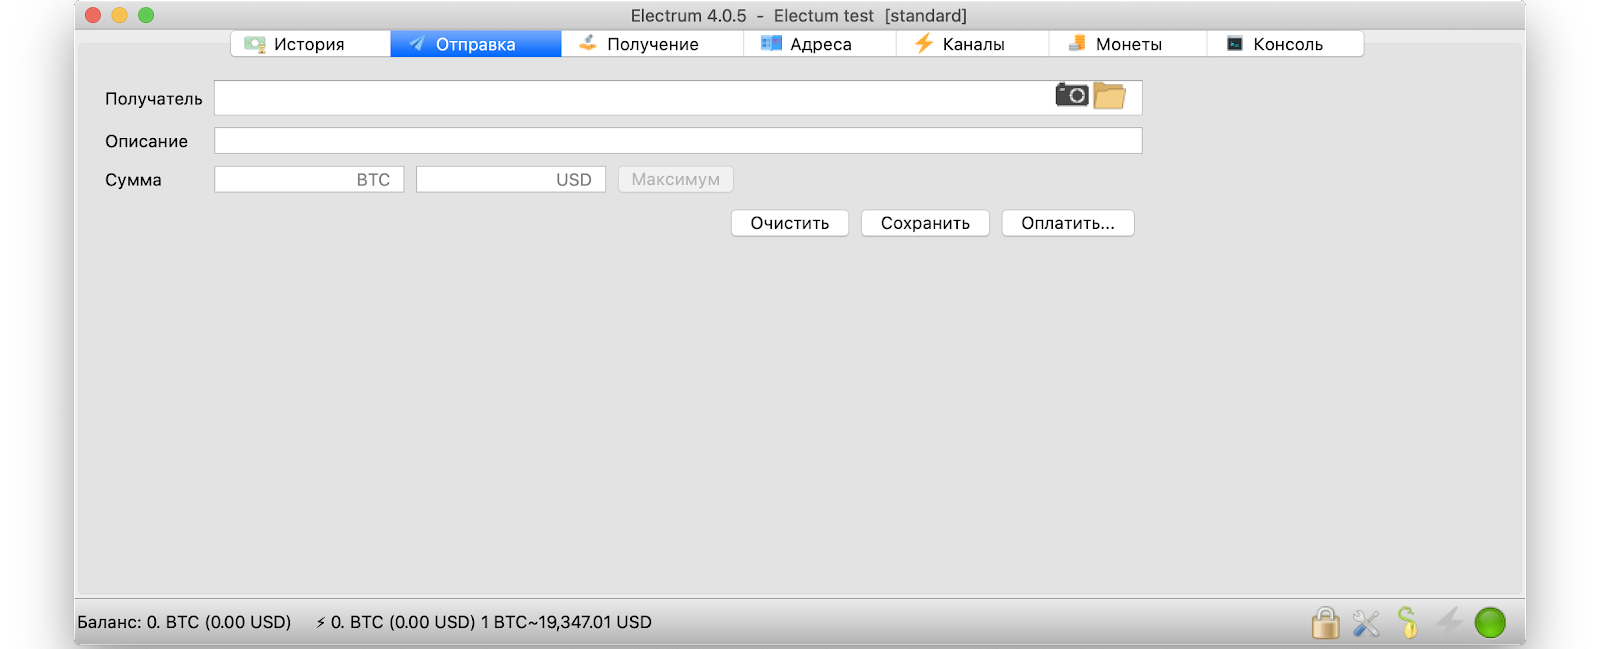 Electrum 4.0.5 - Electum test [standard]
История Отправка Получение Адреса Каналы Монеты Консоль
Получатель
Описание
Сумма BTC USD Максимум
Очистить Сохранить Оплатить...
Баланс: 0. BTC (0.00 USD) ⚡ 0. BTC (0.00 USD) 1 BTC~19,347.01 USD